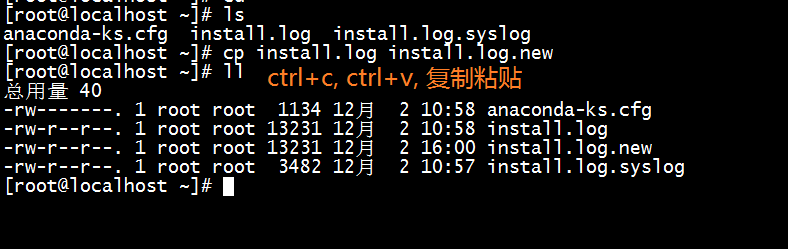 [root@localhost ~]# cd
[root@localhost ~]# ls
anaconda-ks.cfg  install.log  install.log.syslog
[root@localhost ~]# cp install.log install.log.new
[root@localhost ~]# ll
ctrl+c, ctrl+v, 复制粘贴
总用量 40
-rw-------. 1 root root  1134 12月  2 10:58 anaconda-ks.cfg
-rw-r--r--. 1 root root 13231 12月  2 10:58 install.log
-rw-r--r--. 1 root root 13231 12月  2 16:00 install.log.new
-rw-r--r--. 1 root root  3482 12月  2 10:57 install.log.syslog
[root@localhost ~]#